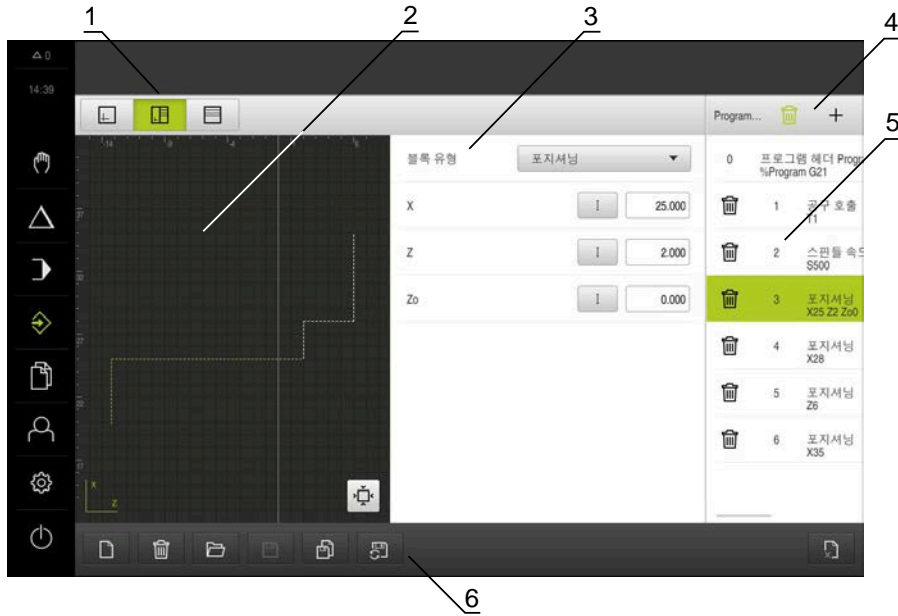 1
2
3
4
5
6
0
14:39
Program...
블록 유형
포지셔닝
X
I
25.000
Z
I
2.000
Zo
I
0.000
0 프로그램 헤더 Progr
%Program G21
1 공구 호출
T1
2 스핀들 속도
S500
3 포지셔닝
X25 Z2 Zo0
4 포지셔닝
X28
5 포지셔닝
Z6
6 포지셔닝
X35
X
Z